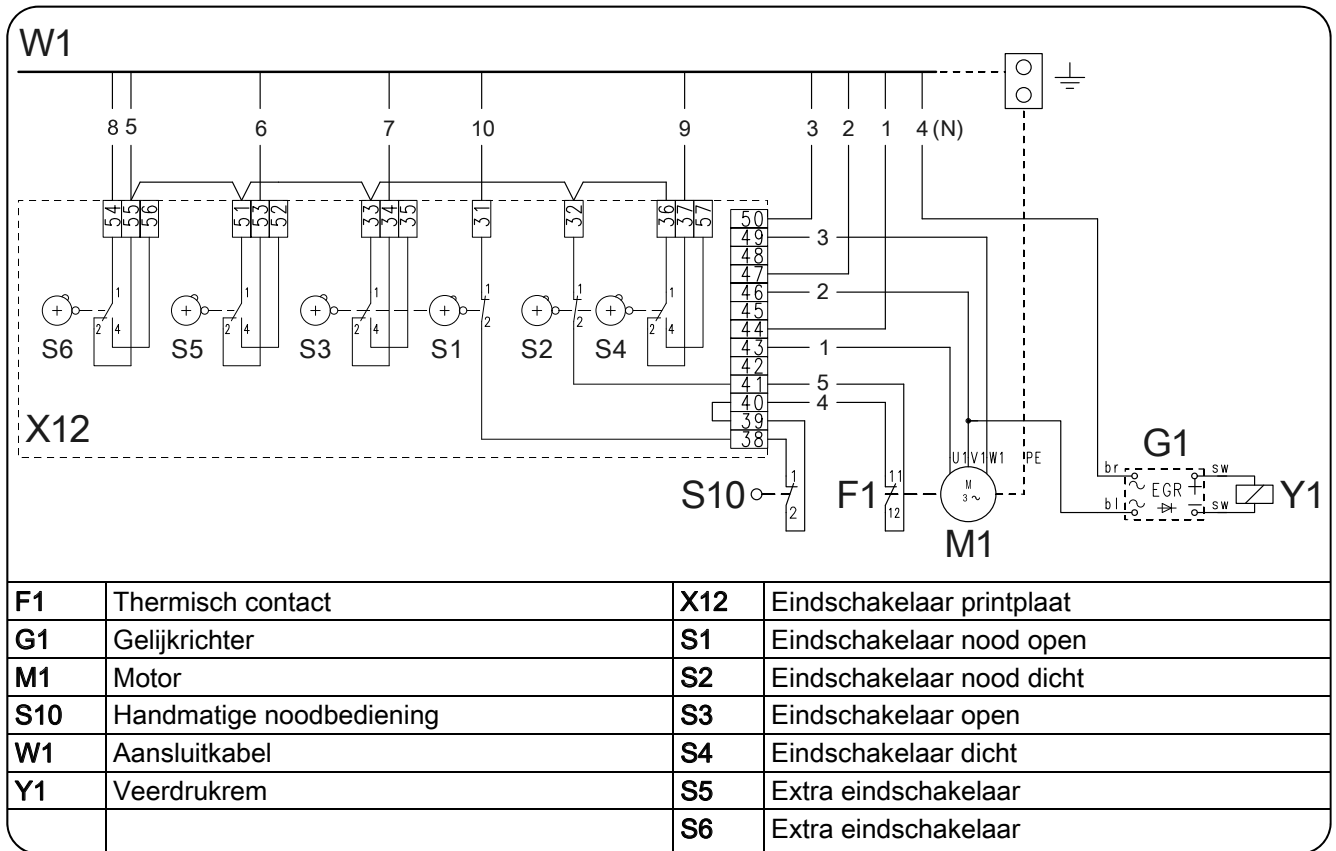 W1
8 5 6 7 10 9 3 2 1 4 (N)
54 55 56 51 53 52 33 34 35 31 32 36 37 57
50
49 3
48
47
46 2
45
44
43 1
42
41 5
40 4
39
38
1 1 1 1 1 1
2 4 2 4 2 4 2 2 2 4
S6 S5 S3 S1 S2 S4
X12
S10 1 2
F1 11 12
U1 V1 W1 PE
M 3 ~
M1
G1
br sw
~ EGR +
bl ~ - sw
Y1
F1 Thermisch contact X12 Eindschakelaar printplaat
G1 Gelijkrichter S1 Eindschakelaar nood open
M1 Motor S2 Eindschakelaar nood dicht
S10 Handmatige noodbediening S3 Eindschakelaar open
W1 Aansluitkabel S4 Eindschakelaar dicht
Y1 Veerdrukrem S5 Extra eindschakelaar
S6 Extra eindschakelaar